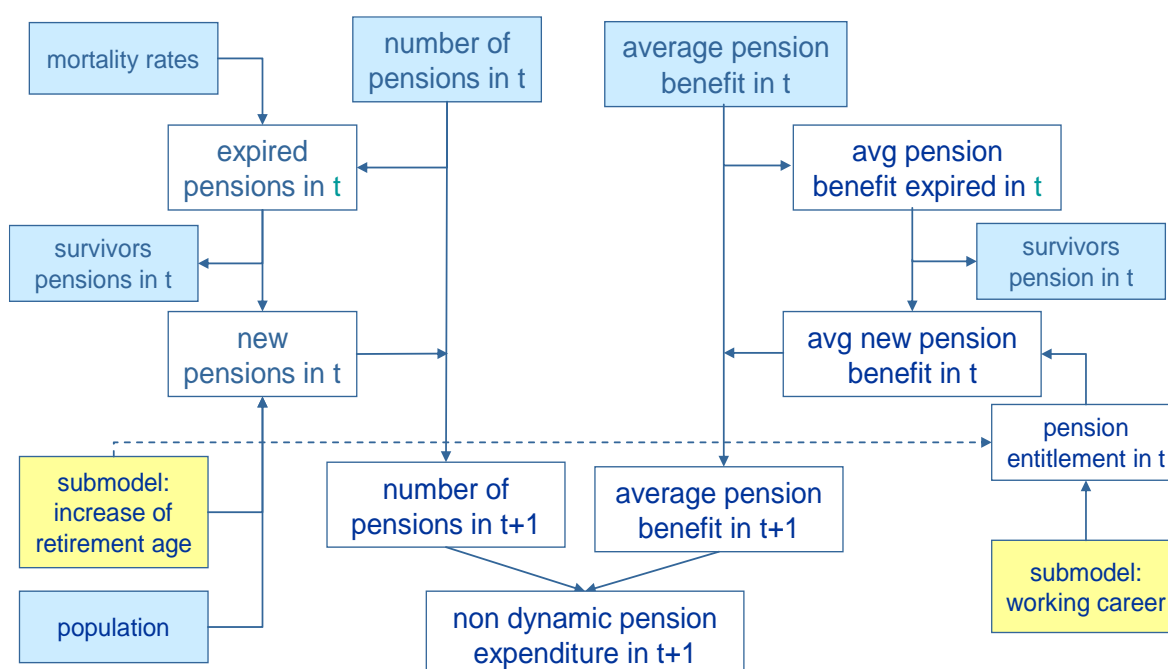 mortality rates
number of
pensions in t
average pension
benefit in t
expired
pensions in t
avg pension
benefit expired in t
survivors
pensions in t
survivors
pension in t
new
pensions in t
avg new pension
benefit in t
pension
entitlement in t
submodel:
increase of
retirement age
number of
pensions in t+1
average pension
benefit in t+1
submodel:
working career
population
non dynamic pension
expenditure in t+1